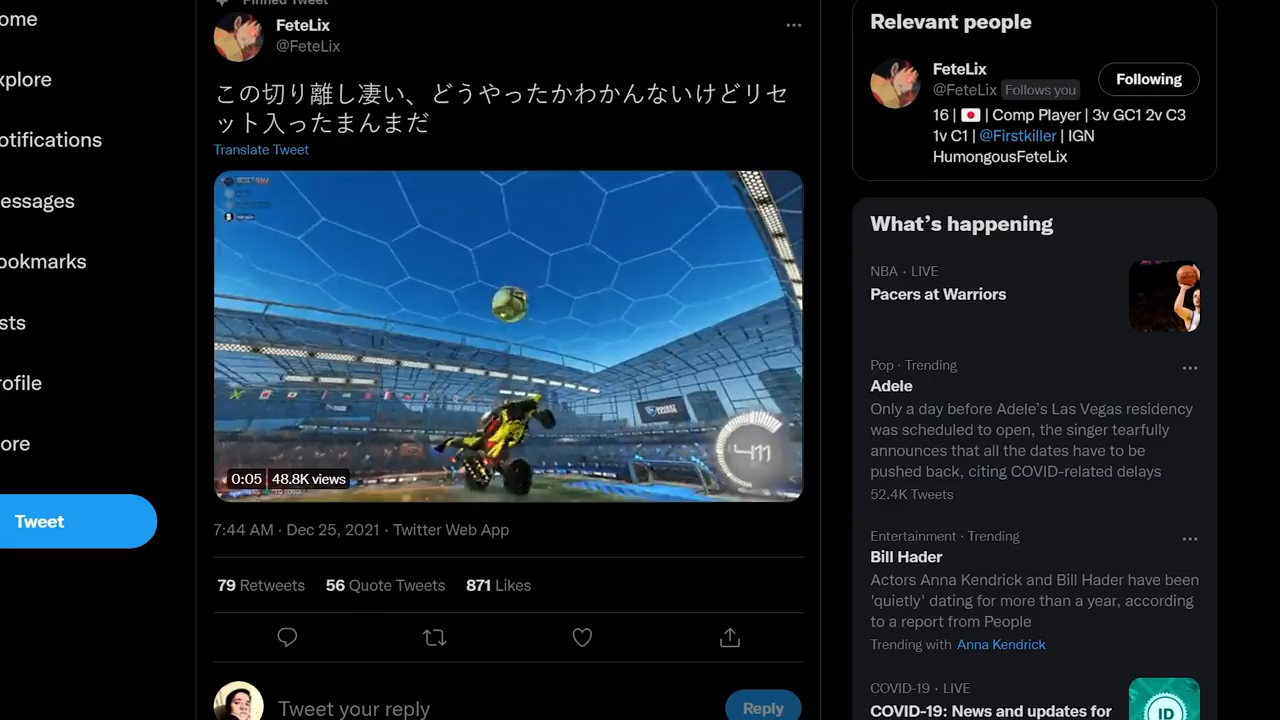 ome
xplore
otifications
essages
ookmarks
sts
rofile
ore
Tweet
Pinned Tweet
FeteLix
@FeteLix
この切り離し凄い、どうやったかわかんないけどリセ
ット入ったまんまだ
Translate Tweet
411
0:05 48.8K views
7:44 AM · Dec 25, 2021 · Twitter Web App
79 Retweets 56 Quote Tweets 871 Likes
Tweet your reply
Reply
Relevant people
FeteLix
@FeteLix Follows you
Following
16 | 🇯🇵 | Comp Player | 3v GC1 2v C3
1v C1 | @Firstkiller | IGN
HumongousFeteLix
What’s happening
NBA · LIVE
Pacers at Warriors
Pop · Trending
Adele
Only a day before Adele’s Las Vegas residency
was scheduled to open, the singer tearfully
announces that all the dates have to be
pushed back, citing COVID-related delays
52.4K Tweets
Entertainment · Trending
Bill Hader
Actors Anna Kendrick and Bill Hader have been
'quietly' dating for more than a year, according
to a report from People
Trending with Anna Kendrick
COVID-19 · LIVE
COVID-19: News and updates for
ID